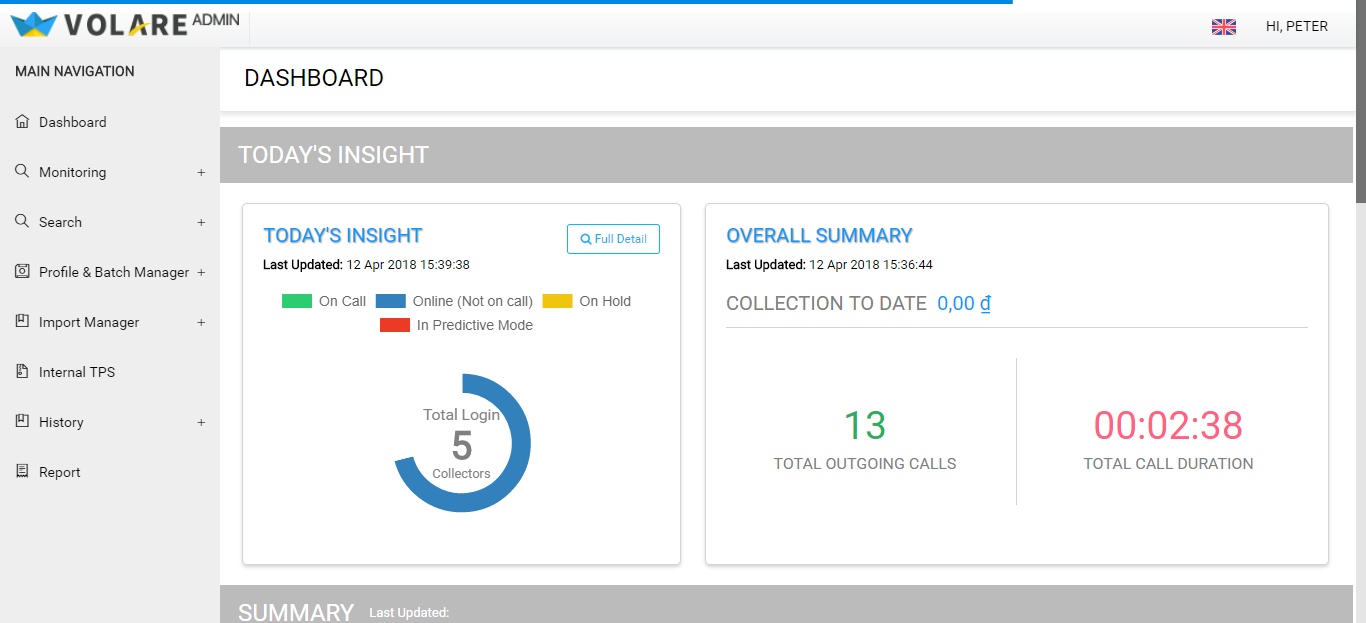 VOLARE ADMIN
HI, PETER
MAIN NAVIGATION
Dashboard
Monitoring +
Search +
Profile & Batch Manager +
Import Manager +
Internal TPS
History +
Report
DASHBOARD
TODAY'S INSIGHT
TODAY'S INSIGHT
Full Detail
Last Updated: 12 Apr 2018 15:39:38
On Call Online (Not on call) On Hold
In Predictive Mode
Total Login
5
Collectors
OVERALL SUMMARY
Last Updated: 12 Apr 2018 15:36:44
COLLECTION TO DATE 0,00 ₫
13
TOTAL OUTGOING CALLS
00:02:38
TOTAL CALL DURATION
SUMMARY Last Updated: